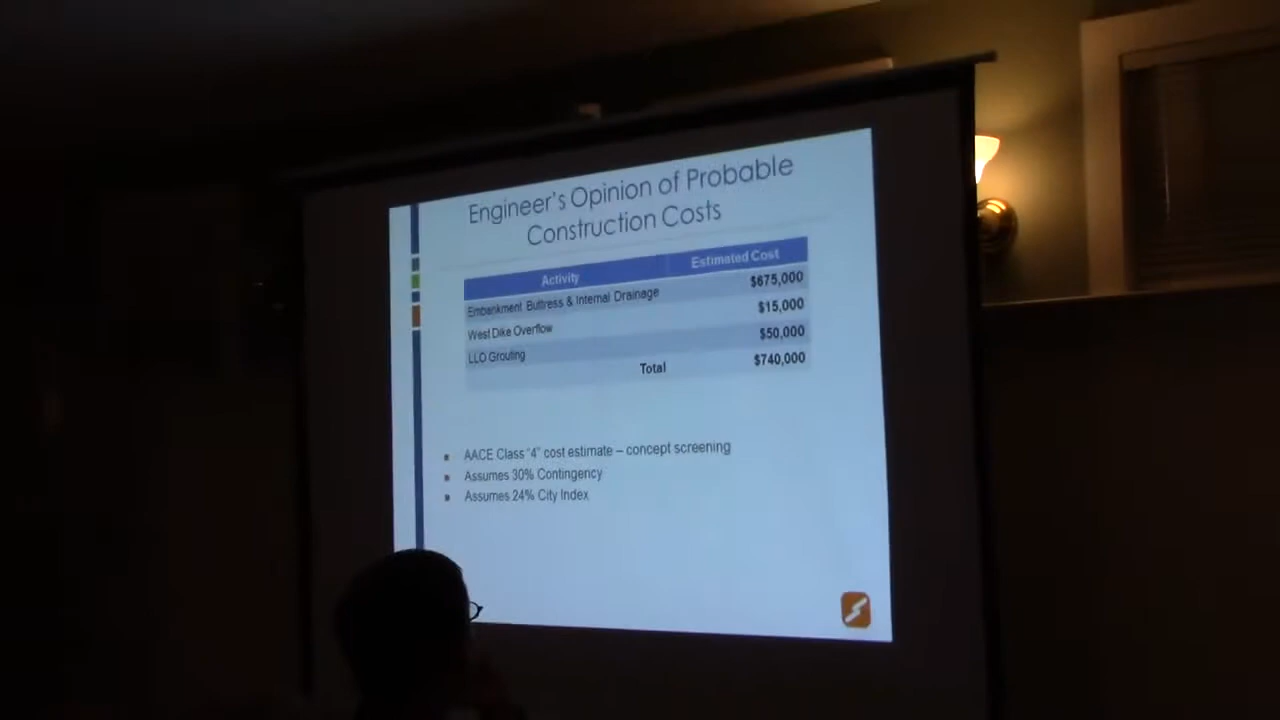 Engineer's Opinion of Probable
Construction Costs
Activity Estimated Cost
Embankment Buttress & Internal Drainage $675,000
West Dike Overflow $15,000
LLO Grouting $50,000
Total $740,000
AACE Class "4" cost estimate – concept screening
Assumes 30% Contingency
Assumes 24% City Index